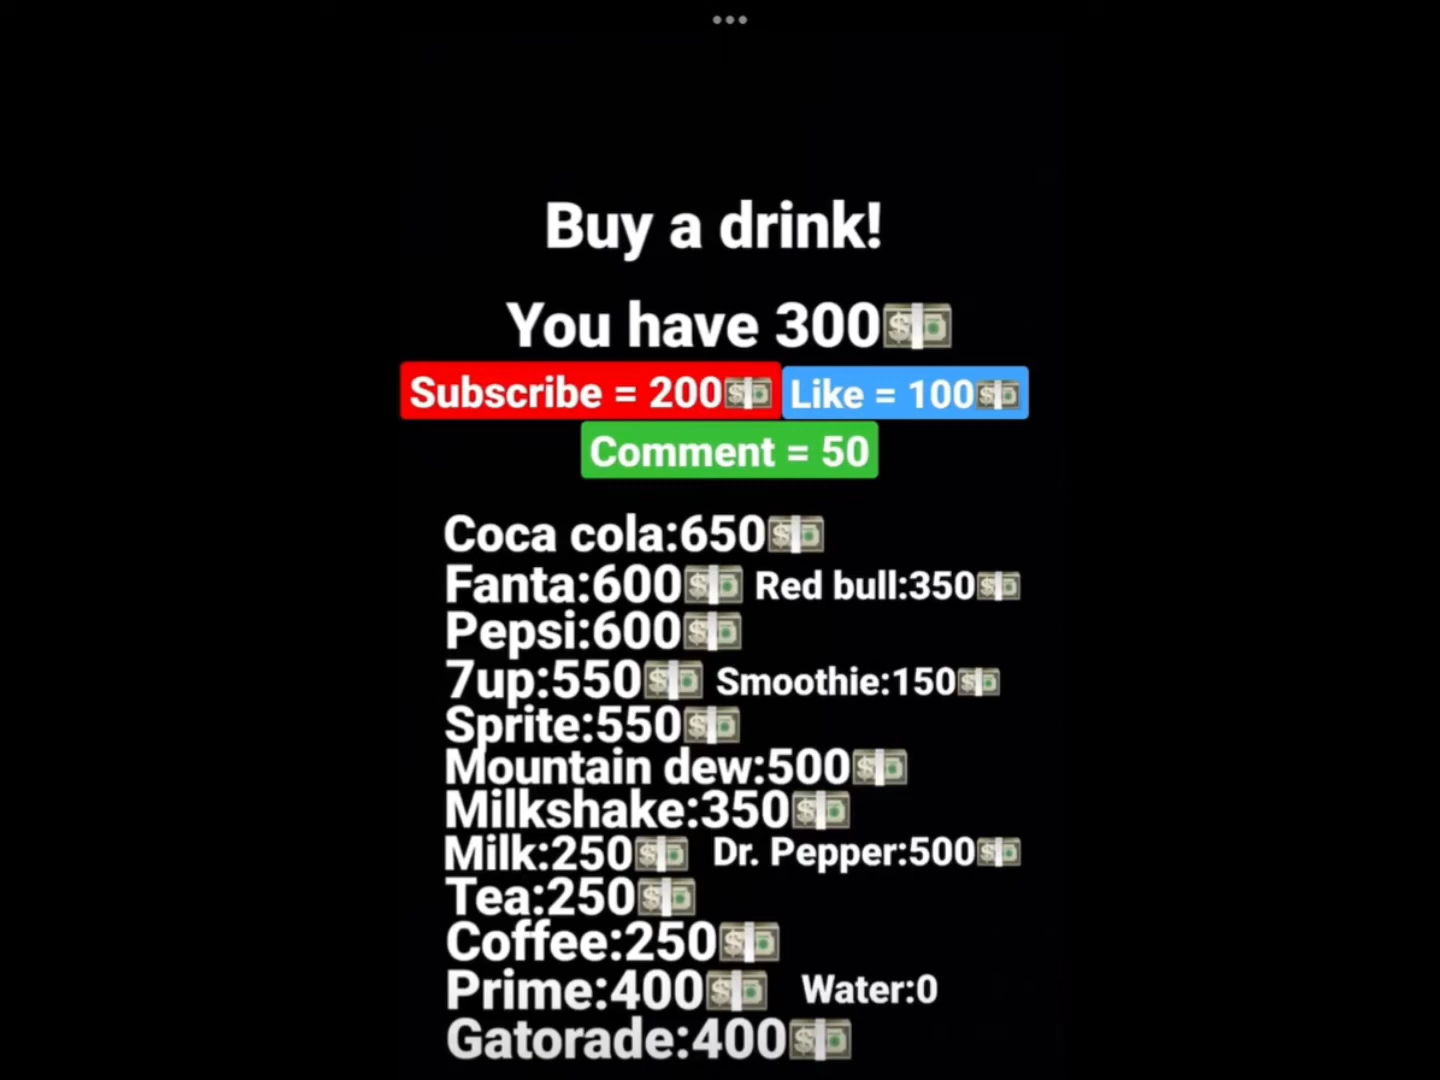 Buy a drink!
You have 300💵
Subscribe = 200💵 Like = 100💵
Comment = 50
Coca cola:650💵
Fanta:600💵 Red bull:350💵
Pepsi:600💵
7up:550💵 Smoothie:150💵
Sprite:550💵
Mountain dew:500💵
Milkshake:350💵
Milk:250💵 Dr. Pepper:500💵
Tea:250💵
Coffee:250💵
Prime:400💵 Water:0
Gatorade:400💵